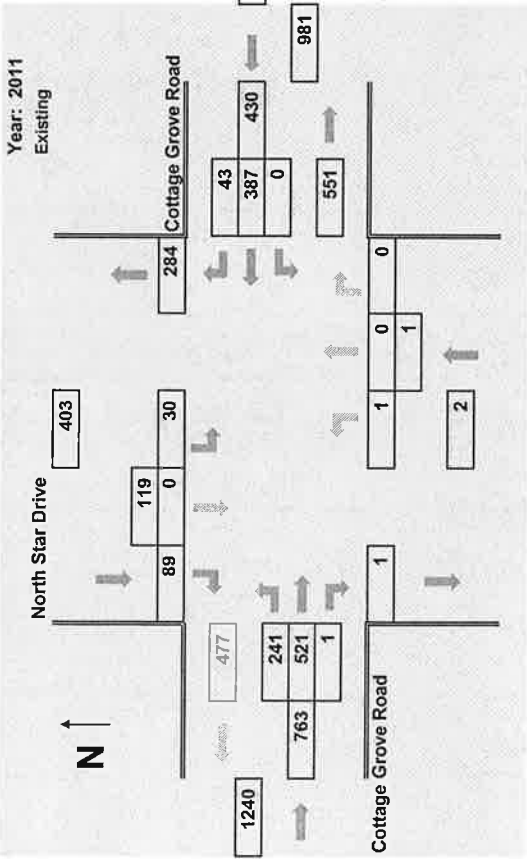 Year: 2011
Existing
North Star Drive
403
119
89 0 30
284
Cottage Grove Road
N
43
387 430
0
981
551
477
241
763 521
1
1240
Cottage Grove Road
1
1 0 0
1
2